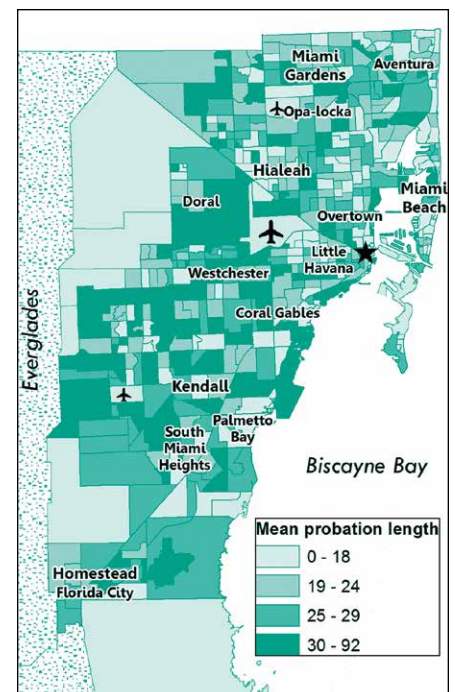 Miami
Gardens
Aventura
Opa-locka
Hialeah
Miami
Beach
Doral
Overtown
Little
Havana
Westchester
Coral Gables
Everglades
Kendall
Palmetto
Bay
South
Miami
Heights
Biscayne Bay
Homestead
Florida City
Mean probation length
0 - 18
19 - 24
25 - 29
30 - 92